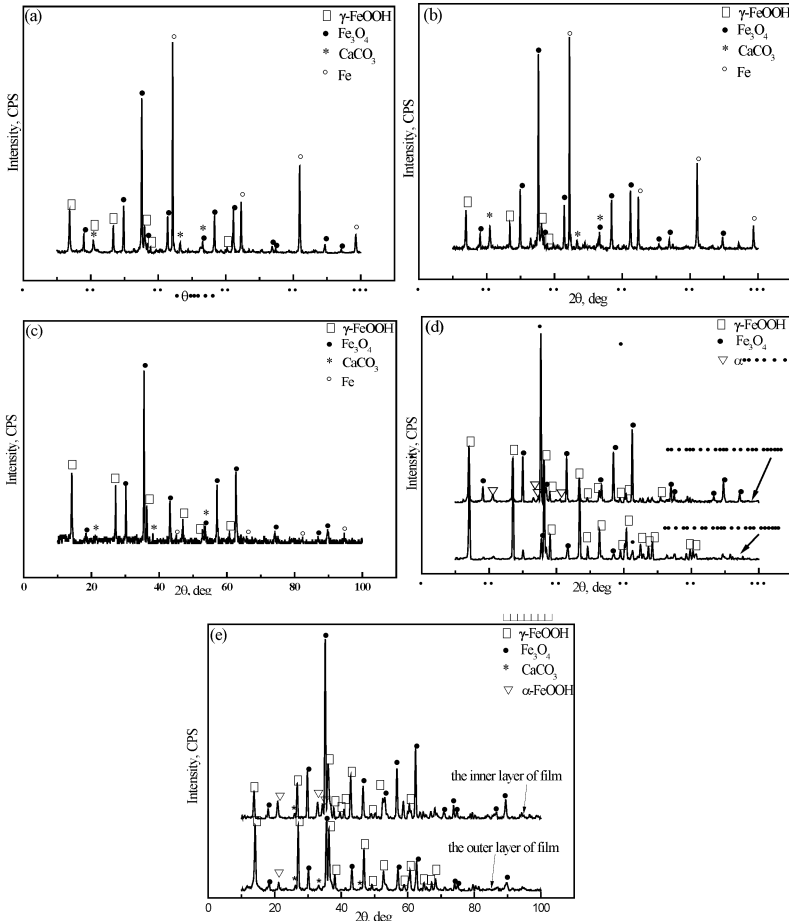 (a)
γ-FeOOH
Fe3O4
CaCO3
Fe
Intensity, CPS
θ
(b)
γ-FeOOH
Fe3O4
CaCO3
Fe
Intensity, CPS
2θ, deg
(c)
γ-FeOOH
Fe3O4
CaCO3
Fe
Intensity, CPS
0 20 40 60 80 100
2θ, deg
(d)
γ-FeOOH
Fe3O4
α
Intensity, CPS
2θ, deg
(e)
γ-FeOOH
Fe3O4
CaCO3
α-FeOOH
Intensity, CPS
the inner layer of film
the outer layer of film
0 20 40 60 80 100
2θ, deg